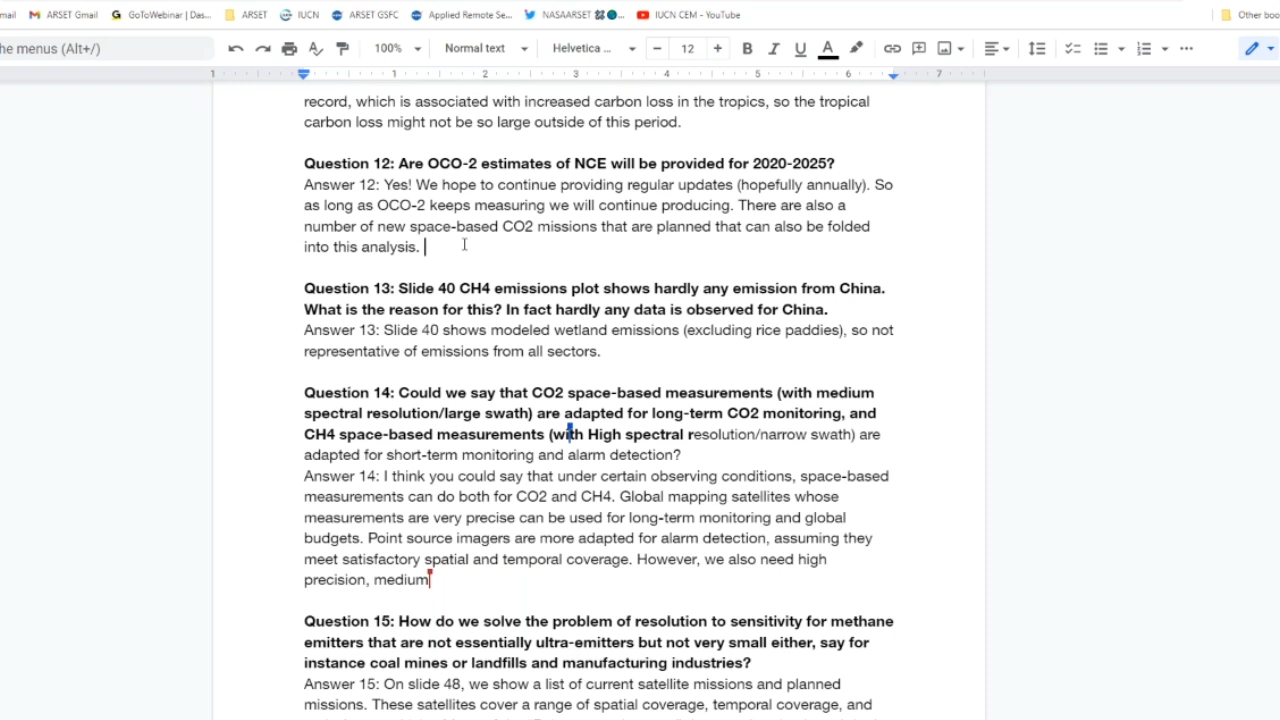 mail ARSET Gmail GoToWebinar | Das... ARSET IUCN ARSET GSFC Applied Remote Se... NASAARSET IUCN CEM - YouTube Other boo
he menus (Alt+/) 100% Normal text Helvetica ... 12 B I U A
1 1 2 3 4 5 6 7
record, which is associated with increased carbon loss in the tropics, so the tropical
carbon loss might not be so large outside of this period.
Question 12: Are OCO-2 estimates of NCE will be provided for 2020-2025?
Answer 12: Yes! We hope to continue providing regular updates (hopefully annually). So
as long as OCO-2 keeps measuring we will continue producing. There are also a
number of new space-based CO2 missions that are planned that can also be folded
into this analysis.
Question 13: Slide 40 CH4 emissions plot shows hardly any emission from China.
What is the reason for this? In fact hardly any data is observed for China.
Answer 13: Slide 40 shows modeled wetland emissions (excluding rice paddies), so not
representative of emissions from all sectors.
Question 14: Could we say that CO2 space-based measurements (with medium
spectral resolution/large swath) are adapted for long-term CO2 monitoring, and
CH4 space-based measurements (with High spectral resolution/narrow swath) are
adapted for short-term monitoring and alarm detection?
Answer 14: I think you could say that under certain observing conditions, space-based
measurements can do both for CO2 and CH4. Global mapping satellites whose
measurements are very precise can be used for long-term monitoring and global
budgets. Point source imagers are more adapted for alarm detection, assuming they
meet satisfactory spatial and temporal coverage. However, we also need high
precision, medium
Question 15: How do we solve the problem of resolution to sensitivity for methane
emitters that are not essentially ultra-emitters but not very small either, say for
instance coal mines or landfills and manufacturing industries?
Answer 15: On slide 48, we show a list of current satellite missions and planned
missions. These satellites cover a range of spatial coverage, temporal coverage, and